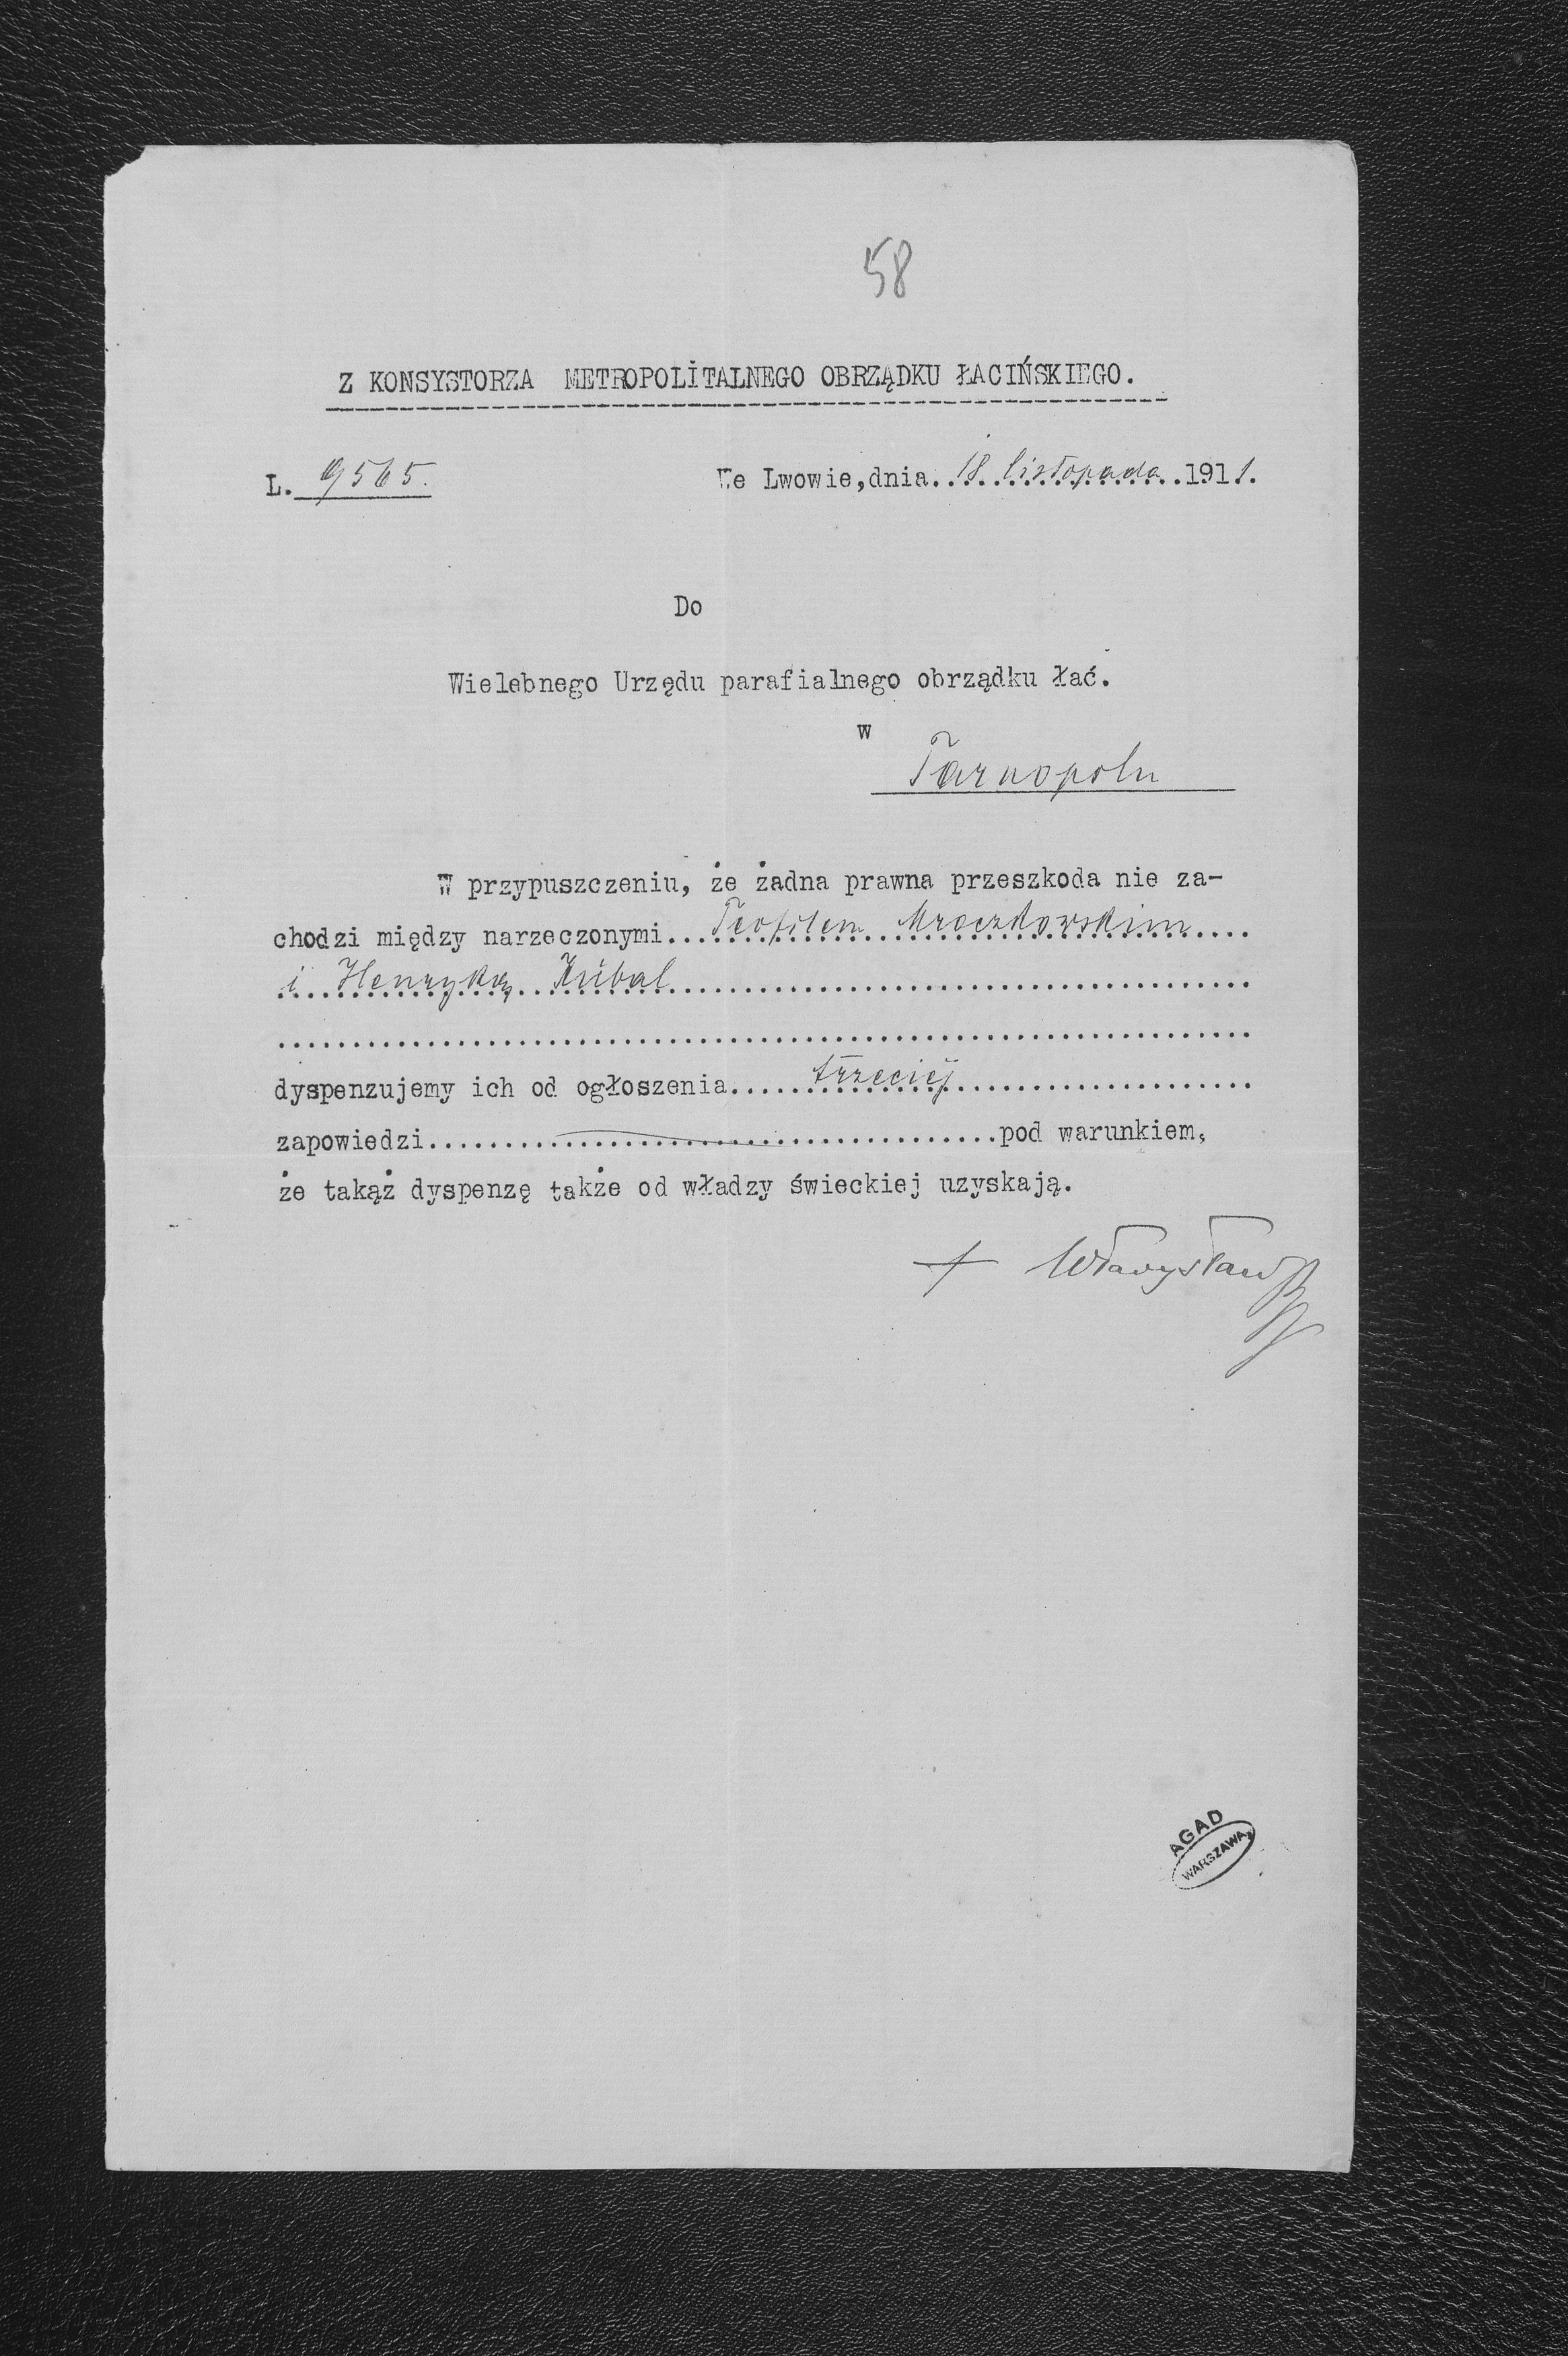 58
Z KONSYSTORZA METROPOLITALNEGO OBRZĄDKU ŁACIŃSKIEGO.
L. 9565.
We Lwowie, dnia..18 listopada..1911.
Do
Wielebnego Urzędu parafialnego obrządku łać.
w
Tarnopolu
W przypuszczeniu, że żadna prawna przeszkoda nie za-
chodzi między narzeczonymi...Teofilem Mroczkowskim....
i Henryką Kubal
dyspenzujemy ich od ogłoszenia.....trzeciej
zapowiedzi.....pod warunkiem,
że takąż dyspenzę także od władzy świeckiej uzyskają.
+ Władysław
AGAD
WARSZAWA